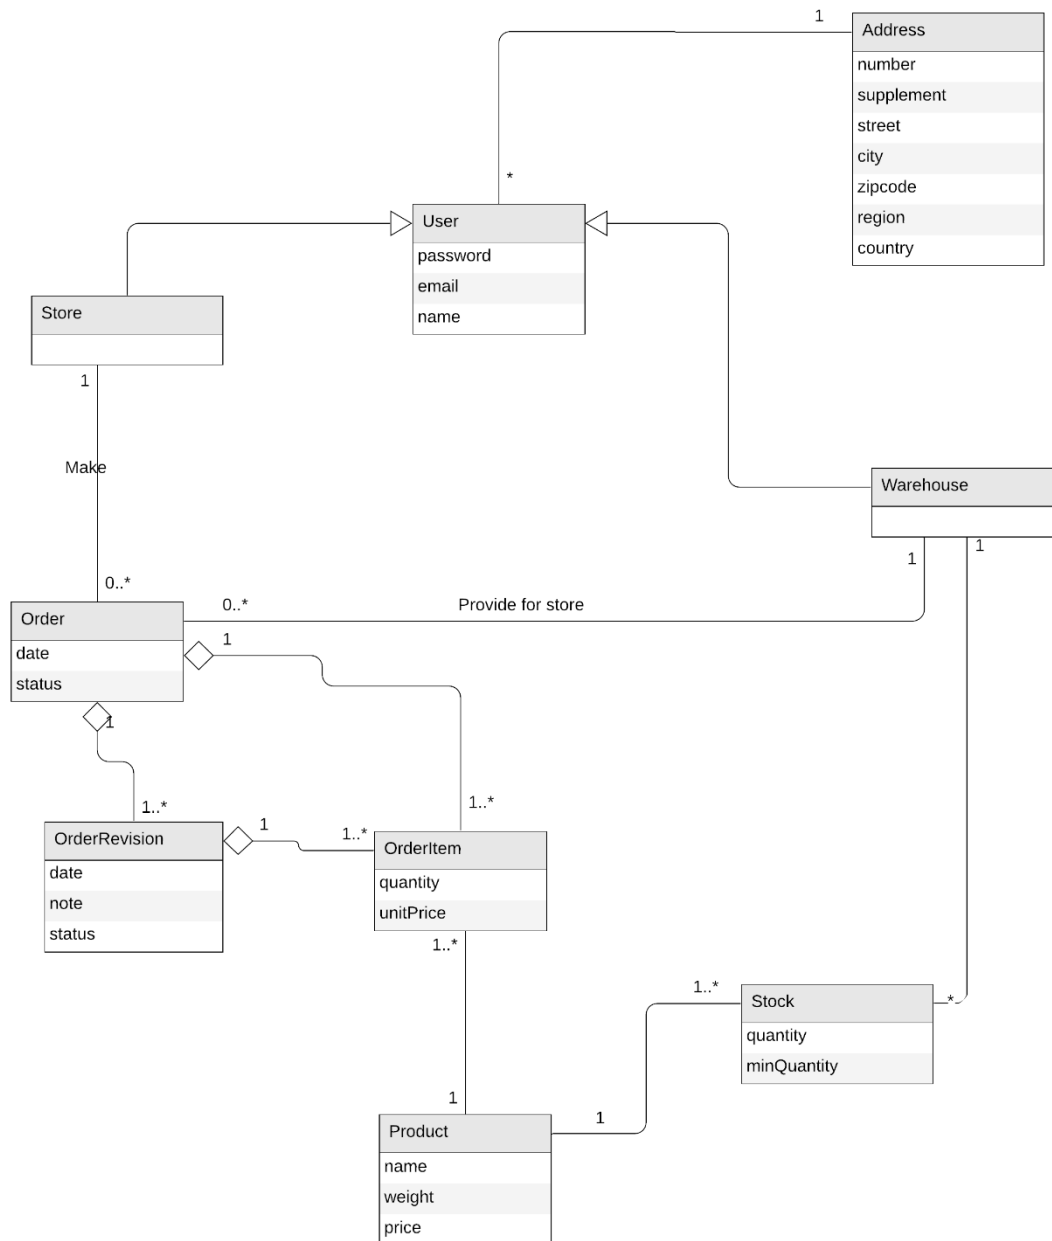 1
Address
number
supplement
street
city
zipcode
region
country
*
User
password
email
name
Store
1
Make
0..*
Warehouse
1
1
Provide for store
0..*
Order
date
status
1
1
1..*
1..*
OrderRevision
date
note
status
1
1..*
OrderItem
quantity
unitPrice
1..*
1..*
Stock
quantity
minQuantity
*
1
1
Product
name
weight
price